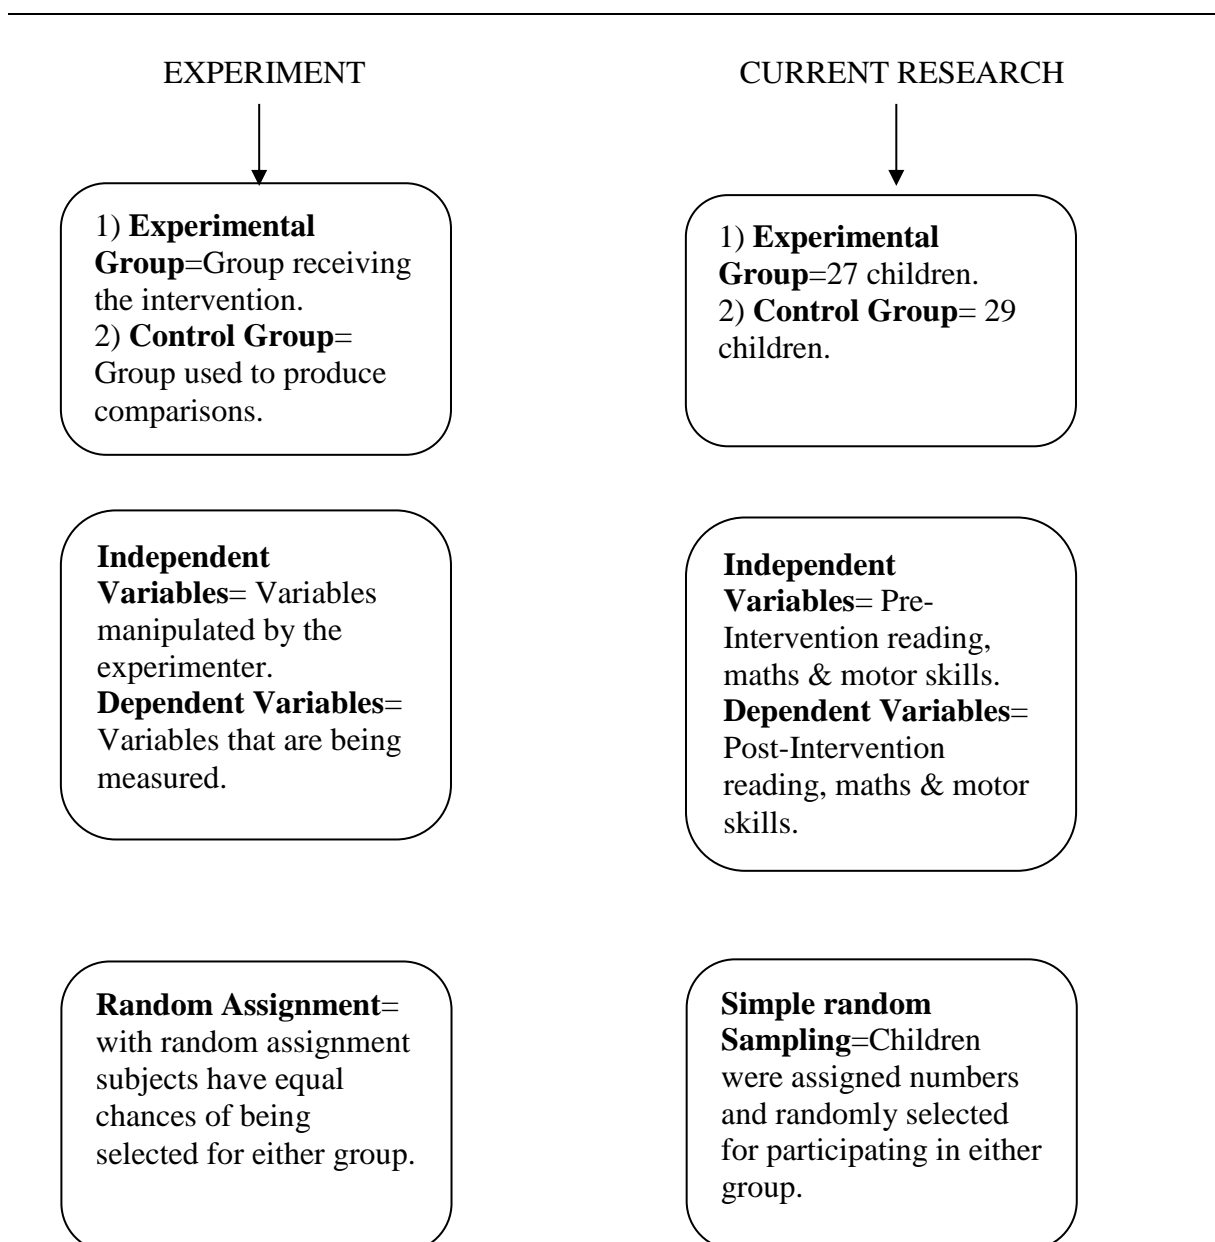 EXPERIMENT
1) Experimental
Group=Group receiving
the intervention.
2) Control Group=
Group used to produce
comparisons.
Independent
Variables= Variables
manipulated by the
experimenter.
Dependent Variables=
Variables that are being
measured.
Random Assignment=
with random assignment
subjects have equal
chances of being
selected for either group.
CURRENT RESEARCH
1) Experimental
Group=27 children.
2) Control Group= 29
children.
Independent
Variables= Pre-
Intervention reading,
maths & motor skills.
Dependent Variables=
Post-Intervention
reading, maths & motor
skills.
Simple random
Sampling=Children
were assigned numbers
and randomly selected
for participating in either
group.